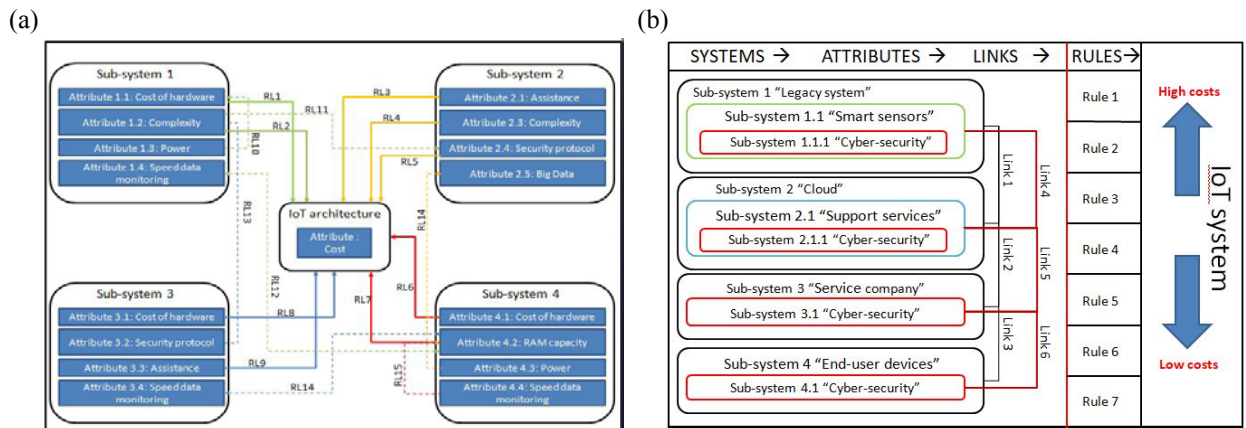 (a)
Sub-system 1
Attribute 1.1: Cost of hardware
Attribute 1.2: Complexity
Attribute 1.3: Power
Attribute 1.4: Speed data
monitoring
Sub-system 2
Attribute 2.1: Assistance
Attribute 2.3: Complexity
Attribute 2.4: Security protocol
Attribute 2.5: Big Data
RL1
RL2
RL10
RL11
RL3
RL4
RL5
RL13
RL14
IoT architecture
Attribute :
Cost
RL12
RL7
RL6
Sub-system 3
Attribute 3.1: Cost of hardware
Attribute 3.2: Security protocol
Attribute 3.3: Assistance
Attribute 3.4: Speed data
monitoring
RL8
RL9
RL14
RL15
Sub-system 4
Attribute 4.1: Cost of hardware
Attribute 4.2: RAM capacity
Attribute 4.3: Power
Attribute 4.4: Speed data
monitoring
(b)
SYSTEMS → ATTRIBUTES → LINKS → RULES→
Sub-system 1 “Legacy system”
Sub-system 1.1 “Smart sensors”
Sub-system 1.1.1 “Cyber-security”
Sub-system 2 “Cloud”
Sub-system 2.1 “Support services”
Sub-system 2.1.1 “Cyber-security”
Sub-system 3 “Service company”
Sub-system 3.1 “Cyber-security”
Sub-system 4 “End-user devices”
Sub-system 4.1 “Cyber-security”
Link 1
Link 4
Link 2
Link 5
Link 3
Link 6
Rule 1
Rule 2
Rule 3
Rule 4
Rule 5
Rule 6
Rule 7
High costs
IoT system
Low costs